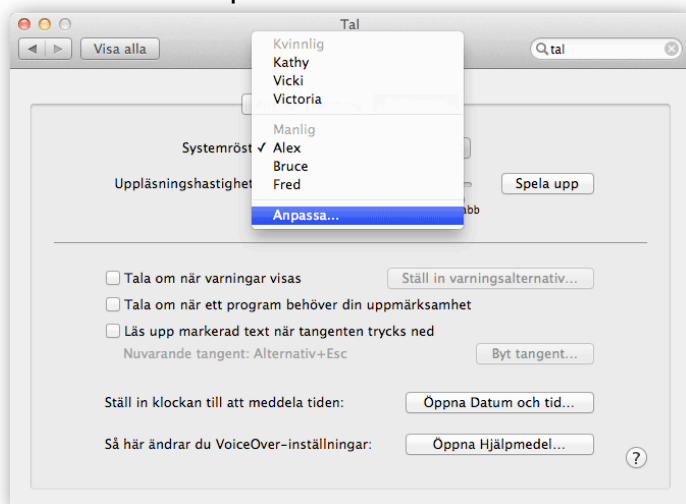 Tal
Visa alla
tal
Kvinnlig
Kathy
Vicki
Victoria
Manlig
Systemröst ✓ Alex
Bruce
Uppläsningshastighet Fred Spela upp
Anpassa...
Tala om när varningar visas Ställ in varningsalternativ...
Tala om när ett program behöver din uppmärksamhet
Läs upp markerad text när tangenten trycks ned
Nuvarande tangent: Alternativ+Esc Byt tangent...
Ställ in klockan till att meddela tiden: Öppna Datum och tid...
Så här ändrar du VoiceOver-inställningar: Öppna Hjälpmedel...
?